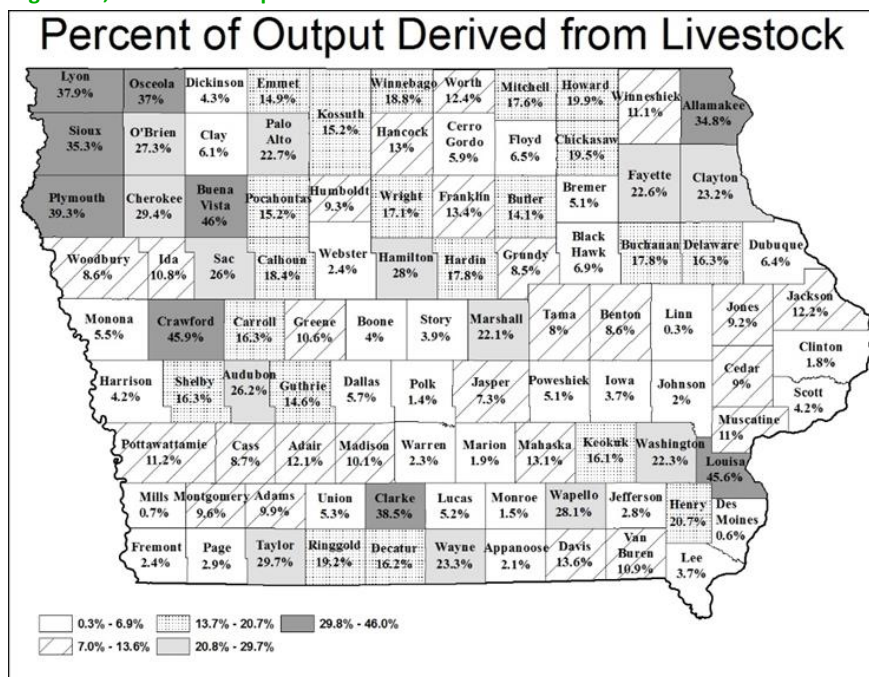 Percent of Output Derived from Livestock
Lyon
37.9%
Osceola
37%
Dickinson
4.3%
Emmet
14.9%
Kossuth
15.2%
Winnebago
18.8%
Worth
12.4%
Mitchell
17.6%
Howard
19.9%
Winneshiek
11.1%
Allamakee
34.8%
Sioux
35.3%
O'Brien
27.3%
Clay
6.1%
Palo
Alto
22.7%
Hancock
13%
Cerro
Gordo
5.9%
Floyd
6.5%
Chickasaw
19.5%
Fayette
22.6%
Clayton
23.2%
Plymouth
39.3%
Cherokee
29.4%
Buena
Vista
46%
Pocahontas
15.2%
Humboldt
9.3%
Wright
17.1%
Franklin
13.4%
Butler
14.1%
Bremer
5.1%
Woodbury
8.6%
Ida
10.8%
Sac
26%
Calhoun
18.4%
Webster
2.4%
Hamilton
28%
Hardin
17.8%
Grundy
8.5%
Black
Hawk
6.9%
Buchanan
17.8%
Delaware
16.3%
Dubuque
6.4%
Monona
5.5%
Crawford
45.9%
Carroll
16.3%
Greene
10.6%
Boone
4%
Story
3.9%
Marshall
22.1%
Tama
8%
Benton
8.6%
Linn
0.3%
Jones
9.2%
Jackson
12.2%
Clinton
1.8%
Harrison
4.2%
Shelby
16.3%
Audubon
26.2%
Guthrie
14.6%
Dallas
5.7%
Polk
1.4%
Jasper
7.3%
Poweshiek
5.1%
Iowa
3.7%
Johnson
2%
Cedar
9%
Scott
4.2%
Muscatine
11%
Pottawattamie
11.2%
Cass
8.7%
Adair
12.1%
Madison
10.1%
Warren
2.3%
Marion
1.9%
Mahaska
13.1%
Keokuk
16.1%
Washington
22.3%
Louisa
45.6%
Mills
0.7%
Montgomery
9.6%
Adams
9.9%
Union
5.3%
Clarke
38.5%
Lucas
5.2%
Monroe
1.5%
Wapello
28.1%
Jefferson
2.8%
Henry
20.7%
Des
Moines
0.6%
Fremont
2.4%
Page
2.9%
Taylor
29.7%
Ringgold
19.2%
Decatur
16.2%
Wayne
23.3%
Appanoose
2.1%
Davis
13.6%
Van
Buren
10.9%
Lee
3.7%
0.3% - 6.9%
13.7% - 20.7%
29.8% - 46.0%
7.0% - 13.6%
20.8% - 29.7%